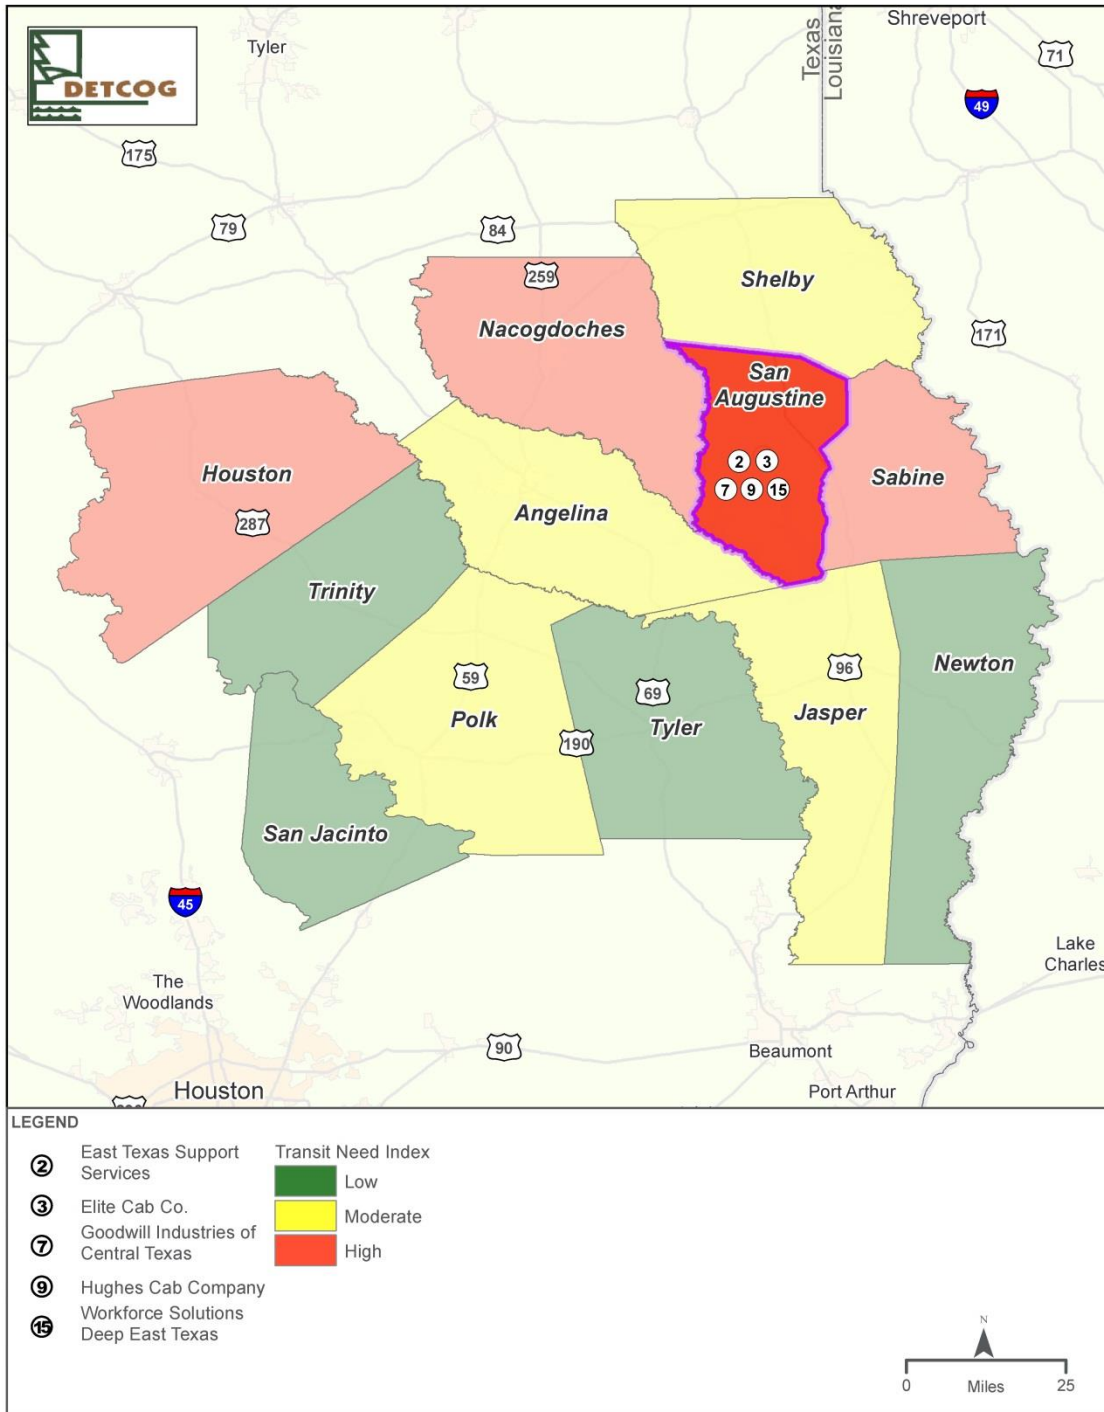 Shreveport
Tyler
Texas
Louisiana
71
DETCOG
49
175
79
84
259
Shelby
171
Nacogdoches
San
Augustine
2
3
7
9
15
Houston
287
Sabine
Angelina
Trinity
Newton
59
69
96
Polk
Tyler
Jasper
190
San Jacinto
45
Lake
Charles
The
Woodlands
90
Beaumont
Houston
Port Arthur
LEGEND
2 East Texas Support
Services
3 Elite Cab Co.
7 Goodwill Industries of
Central Texas
9 Hughes Cab Company
15 Workforce Solutions
Deep East Texas
Transit Need Index
Low
Moderate
High
N
0 Miles 25